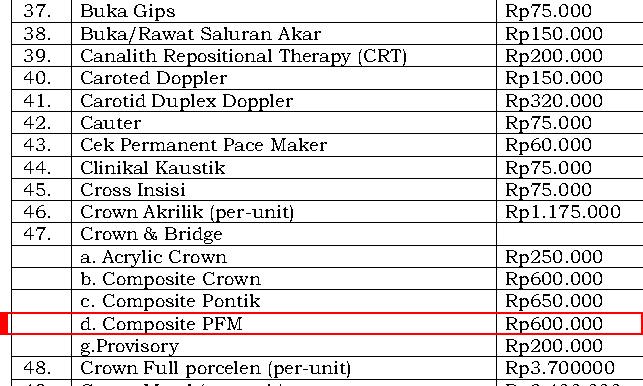 37. Buka Gips Rp75.000
38. Buka/Rawat Saluran Akar Rp150.000
39. Canalith Repositional Therapy (CRT) Rp200.000
40. Caroted Doppler Rp150.000
41. Carotid Duplex Doppler Rp320.000
42. Cauter Rp75.000
43. Cek Permanent Pace Maker Rp60.000
44. Clinikal Kaustik Rp75.000
45. Cross Insisi Rp75.000
46. Crown Akrilik (per-unit) Rp1.175.000
47. Crown & Bridge
a. Acrylic Crown Rp250.000
b. Composite Crown Rp600.000
c. Composite Pontik Rp650.000
d. Composite PFM Rp600.000
g.Provisory Rp200.000
48. Crown Full porcelen (per-unit) Rp3.700000